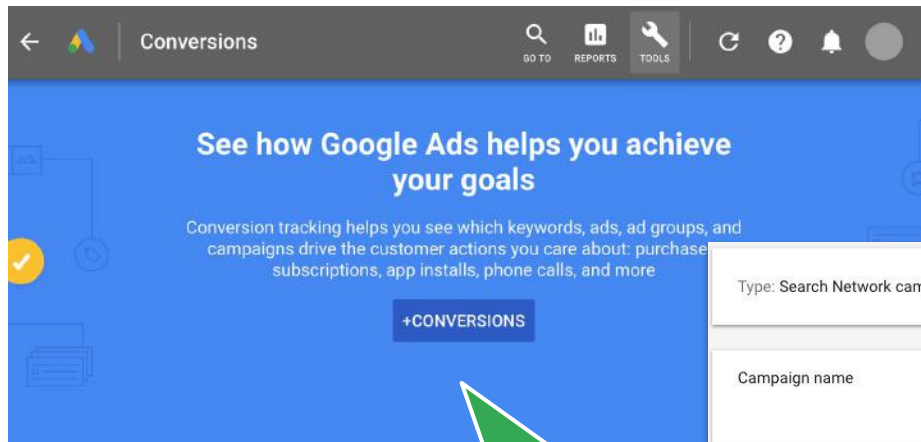 Conversions
GO TO
REPORTS
TOOLS
See how Google Ads helps you achieve
your goals
Conversion tracking helps you see which keywords, ads, ad groups, and
campaigns drive the customer actions you care about: purchase
subscriptions, app installs, phone calls, and more
+CONVERSIONS
Type: Search Network cam
Campaign name